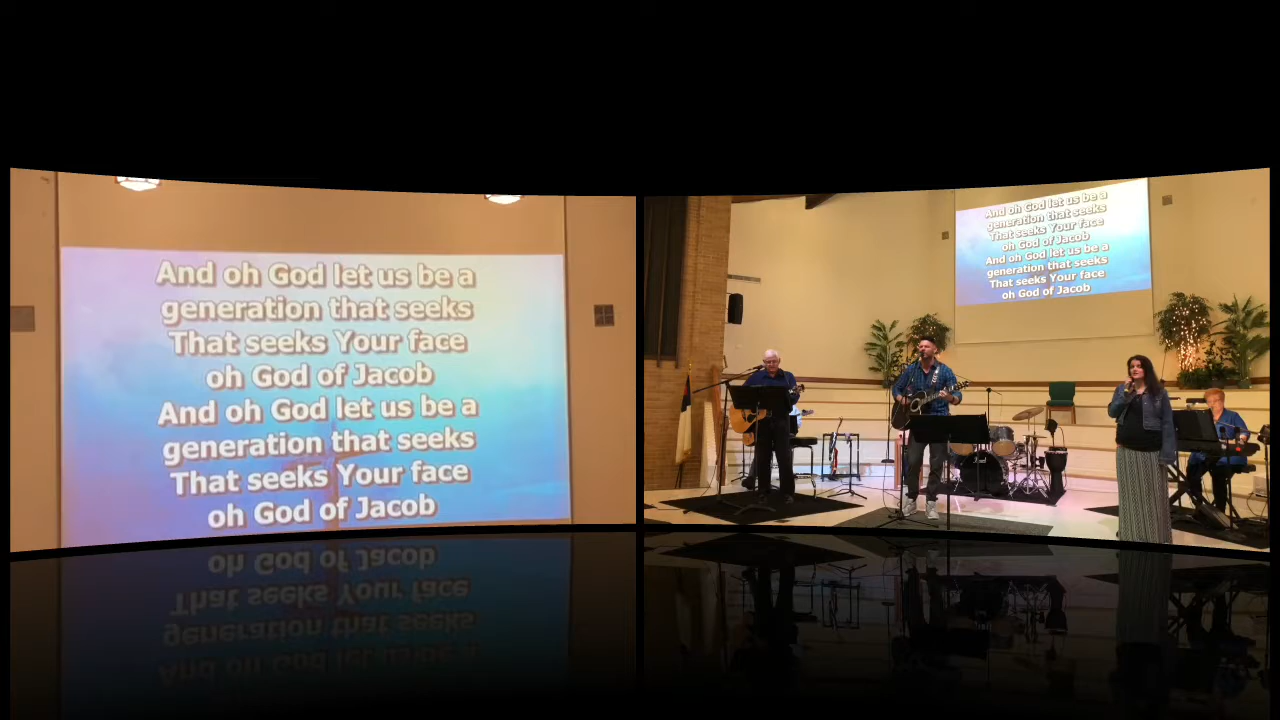 And oh God let us be a
generation that seeks
That seeks Your face
oh God of Jacob
And oh God let us be a
generation that seeks
That seeks Your face
oh God of Jacob
And oh God let us be a
generation that seeks
That seeks Your face
oh God of Jacob
And oh God let us be a
generation that seeks
That seeks Your face
oh God of Jacob